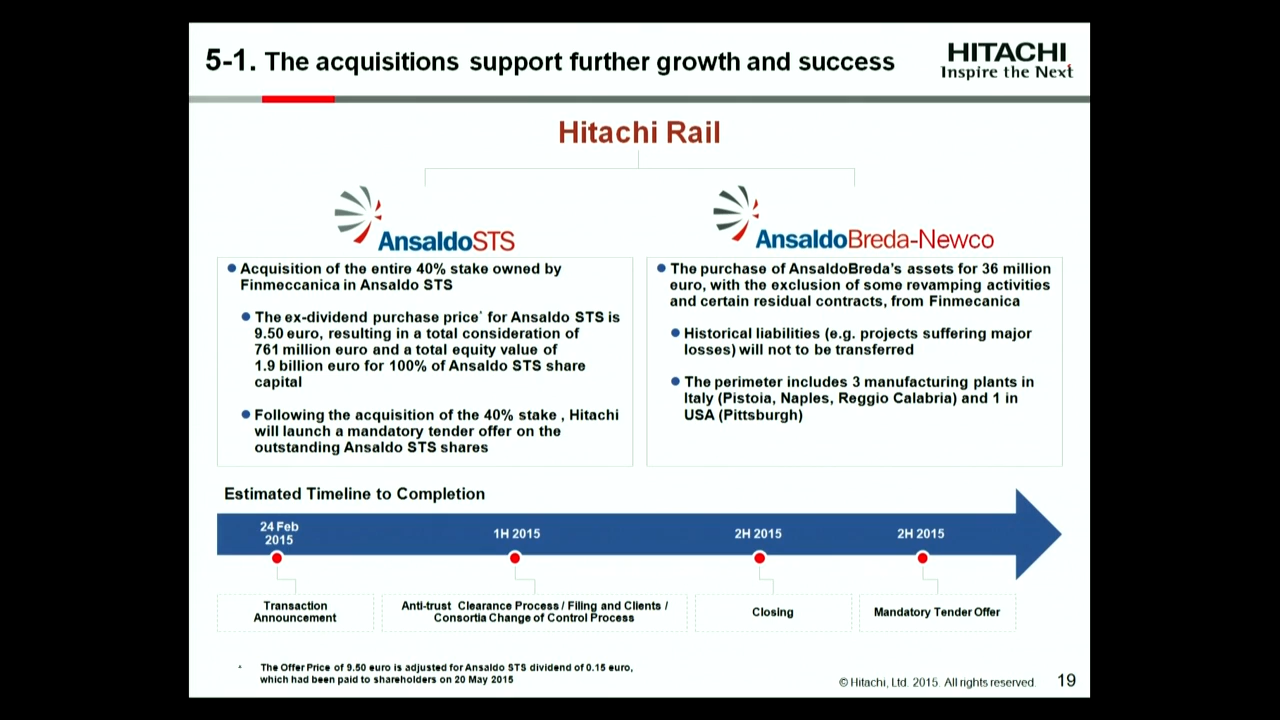 5-1. The acquisitions support further growth and success
HITACHI
Inspire the Next
Hitachi Rail
AnsaldoSTS
Acquisition of the entire 40% stake owned by
Finmeccanica in Ansaldo STS
The ex-dividend purchase price* for Ansaldo STS is
9.50 euro, resulting in a total consideration of
761 million euro and a total equity value of
1.9 billion euro for 100% of Ansaldo STS share
capital
Following the acquisition of the 40% stake , Hitachi
will launch a mandatory tender offer on the
outstanding Ansaldo STS shares
AnsaldoBreda-Newco
The purchase of AnsaldoBreda's assets for 36 million
euro, with the exclusion of some revamping activities
and certain residual contracts, from Finmecanica
Historical liabilities (e.g. projects suffering major
losses) will not to be transferred
The perimeter includes 3 manufacturing plants in
Italy (Pistoia, Naples, Reggio Calabria) and 1 in
USA (Pittsburgh)
Estimated Timeline to Completion
24 Feb
2015
1H 2015
2H 2015
2H 2015
Transaction
Announcement
Anti-trust Clearance Process / Filing and Clients /
Consortia Change of Control Process
Closing
Mandatory Tender Offer
* The Offer Price of 9.50 euro is adjusted for Ansaldo STS dividend of 0.15 euro,
which had been paid to shareholders on 20 May 2015
© Hitachi, Ltd. 2015. All rights reserved. 19